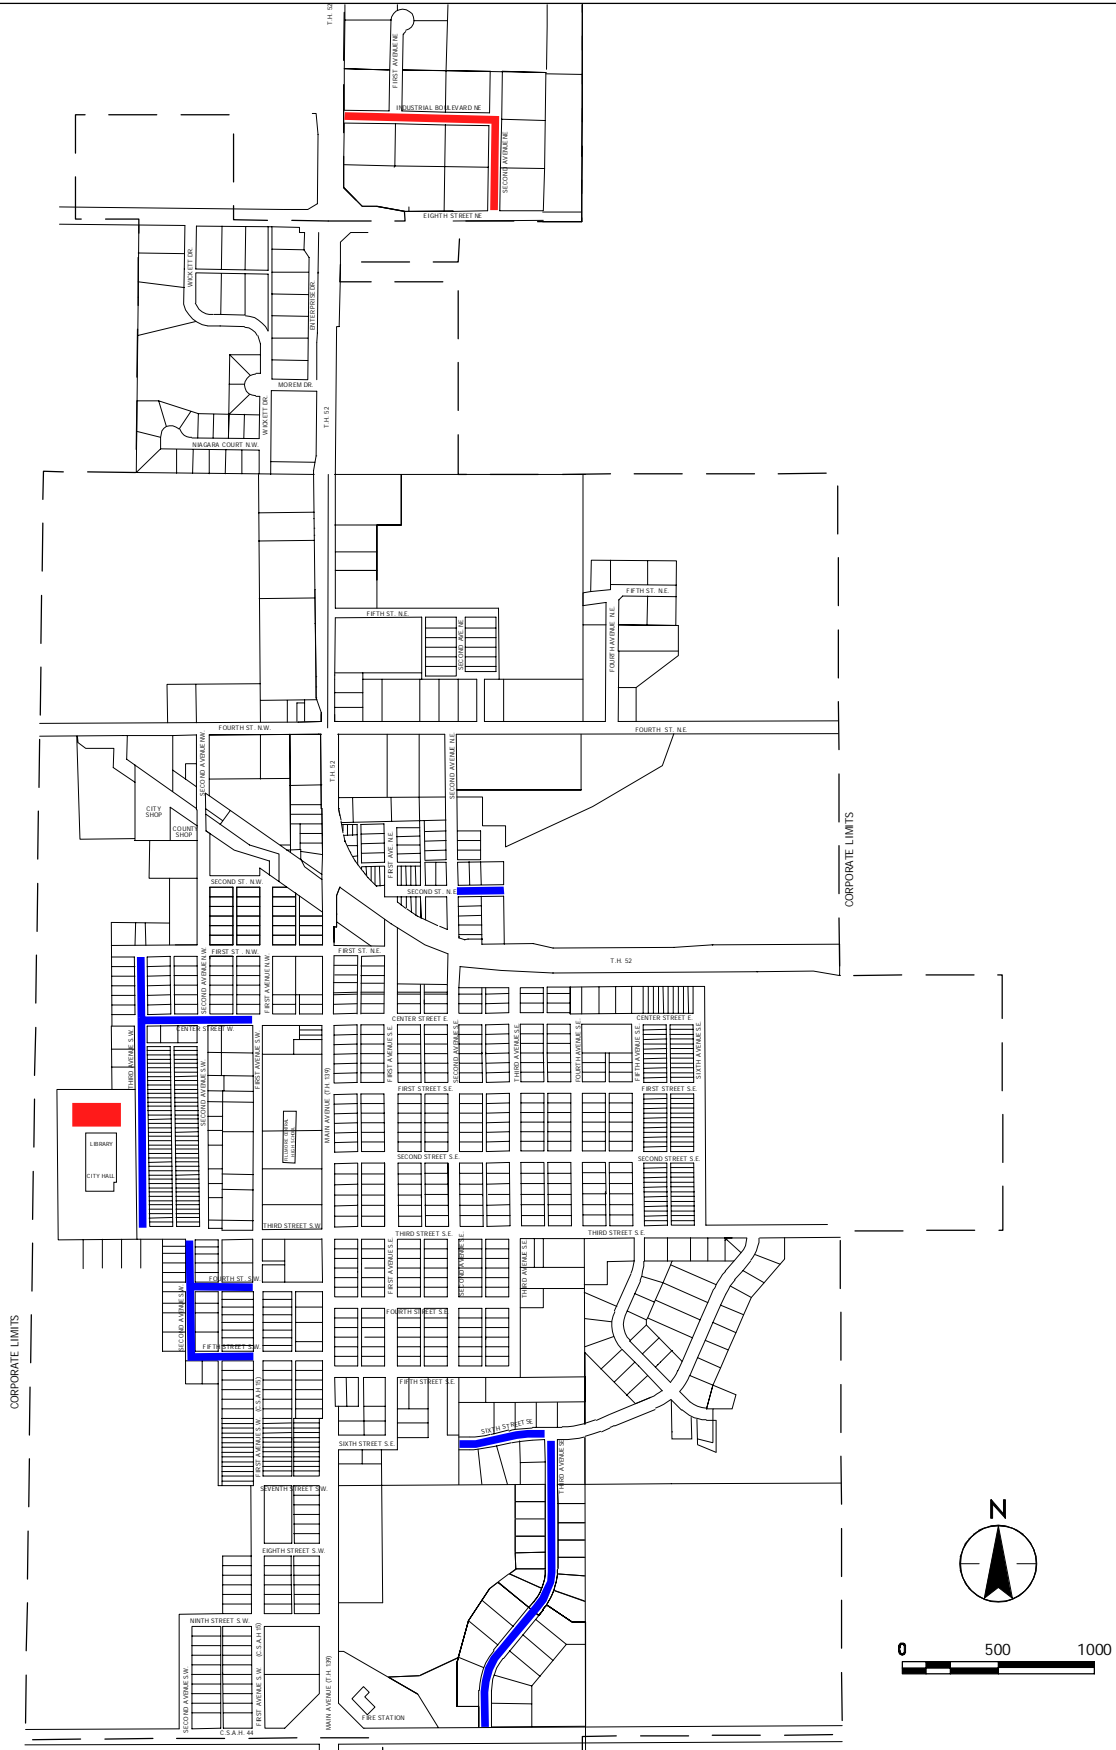 T.H. 52
FIRST AVENUE NE
INDUSTRIAL BOULEVARD NE
SECOND AVENUE NE
EIGHTH STREET NE
WICKETT DR.
ENTERPRISE DR.
MOREM DR.
WICKETT DR.
T.H. 52
NIAGARA COURT N.W.
FIFTH ST. N.E.
FIFTH ST. N.E.
SECOND AVE. NE
FOURTH AVENUE N.E.
FOURTH ST. N.W.
FOURTH ST. N.E.
SECOND AVENUE NW.
T.H. 52
SECOND AVENUE N.E.
CITY
SHOP
COUNTY
SHOP
CORPORATE LIMITS
FIRST AVE. N.E.
SECOND ST. N.W.
SECOND ST. N.E.
FIRST ST. N.W.
FIRST ST. N.E.
T.H. 52
SECOND AVENUE N.W.
FIRST AVENUE N.W.
CENTER STREET W.
CENTER STREET E.
CENTER STREET E.
THIRD AVENUE S.W.
SECOND AVENUE S.W.
FIRST AVENUE S.W.
FIRST AVENUE S.E.
SECOND AVENUE S.E.
THIRD AVENUE S.E.
FOURTH AVENUE S.E.
FIFTH AVENUE S.E.
SIXTH AVENUE S.E.
FIRST STREET S.E.
FIRST STREET S.E.
MAIN AVENUE (T.H. 139)
LIBRARY
CITY HALL
FILLMORE CENTRAL
HIGH SCHOOL
SECOND STREET S.E.
SECOND STREET S.E.
THIRD STREET S.W.
THIRD STREET S.E.
THIRD STREET S.E.
FIRST AVENUE S.E.
SECOND AVENUE S.E.
THIRD AVENUE S.E.
FOURTH ST. S.W.
SECOND AVENUE S.W.
FOURTH STREET S.E.
FIFTH STREET S.W.
CORPORATE LIMITS
FIFTH STREET S.E.
FIRST AVENUE S.W. (C.S.A.H 15)
SIXTH STREET SE
SIXTH STREET S.E.
THIRD AVENUE SE
SEVENTH STREET S.W.
EIGHTH STREET S.W.
N
NINTH STREET S.W.
SECOND AVENUE S.W.
FIRST AVENUE S.W. (C.S.A.H 15)
MAIN AVENUE (T.H. 139)
0 500 1000
FIRE STATION
C.S.A.H. 44